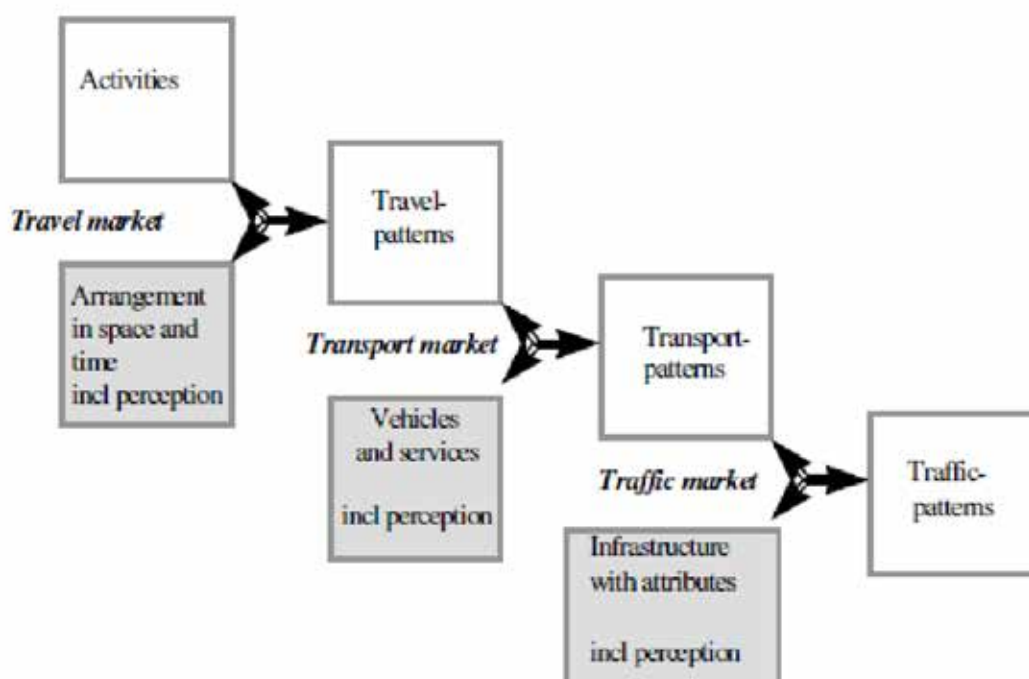 Activities
Travel market
Arrangement
in space and
time
incl perception
Travel-
patterns
Transport market
Vehicles
and services
incl perception
Transport-
patterns
Traffic market
Infrastructure
with attributes
incl perception
Traffic-
patterns